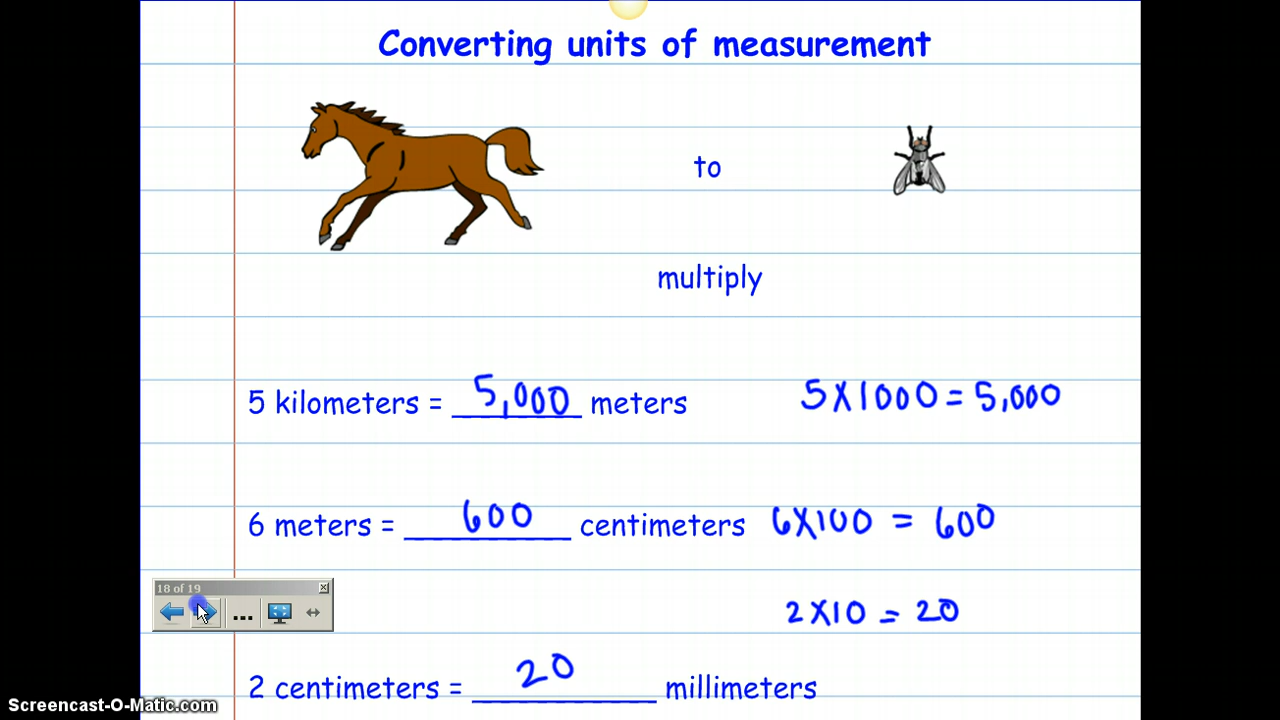 Converting units of measurement
to
multiply
5 kilometers = 5,000 meters 5X1000 = 5,000
6 meters = 600 centimeters 6X100 = 600
18 of 19
2X10 = 20
2 centimeters = 20 millimeters
Screencast-O-Matic.com